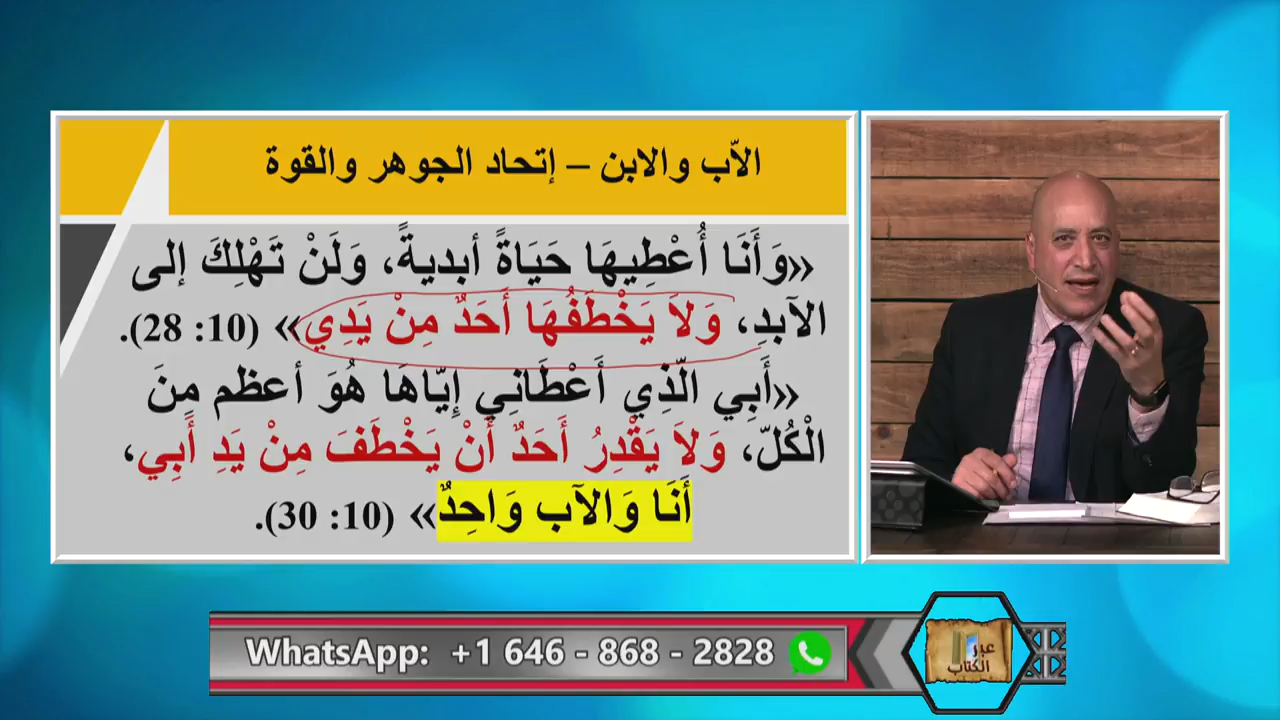 الآب والابن – إتحاد الجوهر والقوة
«وَأَنَا أُعْطِيهَا حَيَاةً أبديةً، وَلَنْ تَهْلِكَ إلى
الآبدِ، وَلاَ يَخْطَفُهَا أَحَدٌ مِنْ يَدِي» (10: 28).
«أَبِي الّذِي أَعْطَانِي إِيّاهَا هُوَ أعظم منَ
الْكُلّ، وَلاَ يَقْدِرُ أَحَدٌ أَنْ يَخْطَفَ مِنْ يَدِ أَبِي،
أَنَا وَالآب وَاحِدٌ» (10: 30).
WhatsApp: +1 646 - 868 - 2828
عبر
الكتاب